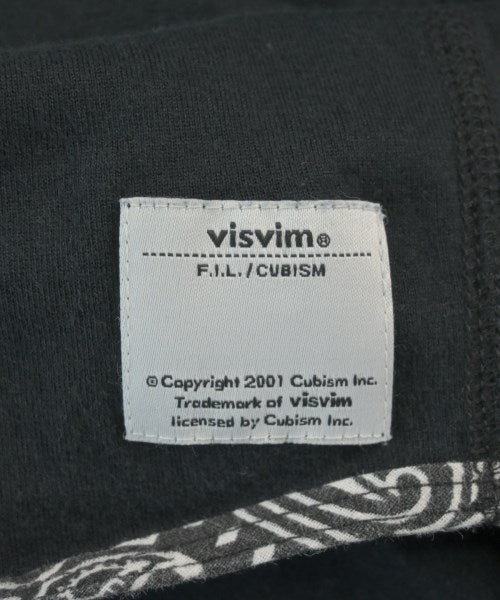 visvim®
F.I.L./CUBISM
©Copyright 2001 Cubism Inc.
Trademark of visvim
licensed by Cubism Inc.